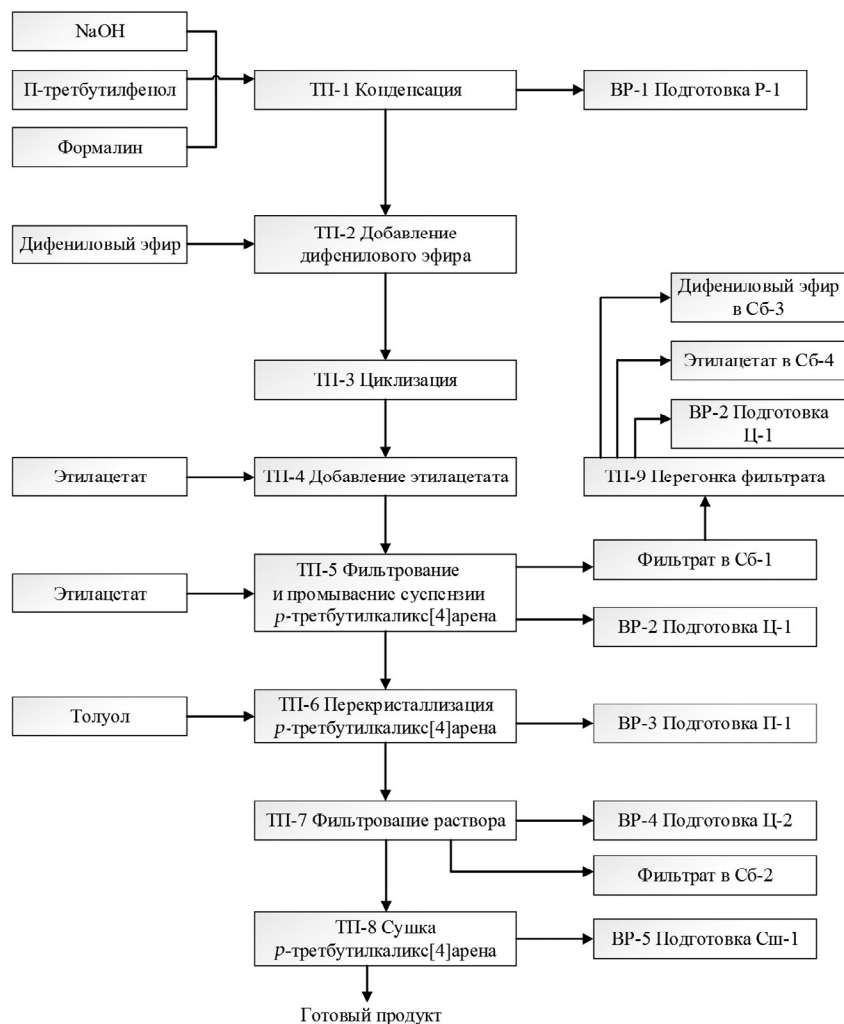 NaOH
П-третбутилфенол
ТП-1 Конденсация
ВР-1 Подготовка Р-1
Формалин
Дифениловый эфир
ТП-2 Добавление
дифенилового эфира
Дифениловый эфир
в Сб-3
ТП-3 Циклизация
Этилацетат в Сб-4
ВР-2 Подготовка
Ц-1
Этилацетат
ТП-4 Добавление этилацетата
ТП-9 Перегонка фильтрата
Этилацетат
ТП-5 Фильтрование
и промывание суспензии
р-третбутилкаликс[4]арена
Фильтрат в Сб-1
ВР-2 Подготовка Ц-1
Толуол
ТП-6 Перекристаллизация
р-третбутилкаликс[4]арена
ВР-3 Подготовка П-1
ТП-7 Фильтрование раствора
ВР-4 Подготовка Ц-2
Фильтрат в Сб-2
ТП-8 Сушка
р-третбутилкаликс[4]арена
ВР-5 Подготовка Сш-1
Готовый продукт